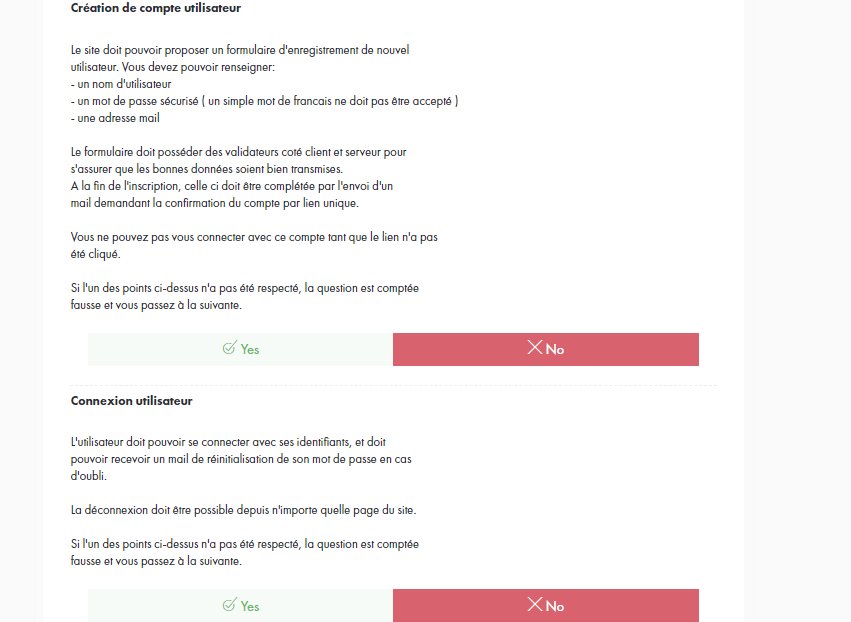 Création de compte utilisateur
Le site doit pouvoir proposer un formulaire d'enregistrement de nouvel
utilisateur. Vous devez pouvoir renseigner:
- un nom d'utilisateur
- un mot de passe sécurisé ( un simple mot de francais ne doit pas être accepté )
- une adresse mail
Le formulaire doit posséder des validateurs coté client et serveur pour
s'assurer que les bonnes données soient bien transmises.
A la fin de l'inscription, celle ci doit être complétée par l'envoi d'un
mail demandant la confirmation du compte par lien unique.
Vous ne pouvez pas vous connecter avec ce compte tant que le lien n'a pas
été cliqué.
Si l'un des points ci-dessus n'a pas été respecté, la question est comptée
fausse et vous passez à la suivante.
Yes
No
Connexion utilisateur
L'utilisateur doit pouvoir se connecter avec ses identifiants, et doit
pouvoir recevoir un mail de réinitialisation de son mot de passe en cas
d'oubli.
La déconnexion doit être possible depuis n'importe quelle page du site.
Si l'un des points ci-dessus n'a pas été respecté, la question est comptée
fausse et vous passez à la suivante.
Yes
No